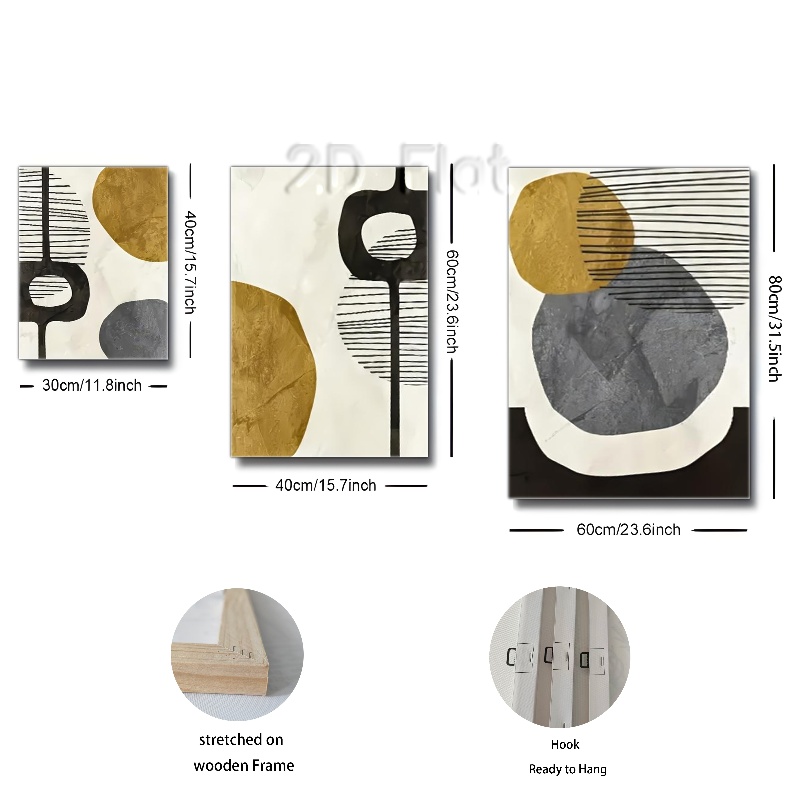 2D Flat
40cm/15.7inch
30cm/11.8inch
60cm/23.6inch
40cm/15.7inch
80cm/31.5inch
60cm/23.6inch
stretched on
wooden Frame
Hook
Ready to Hang